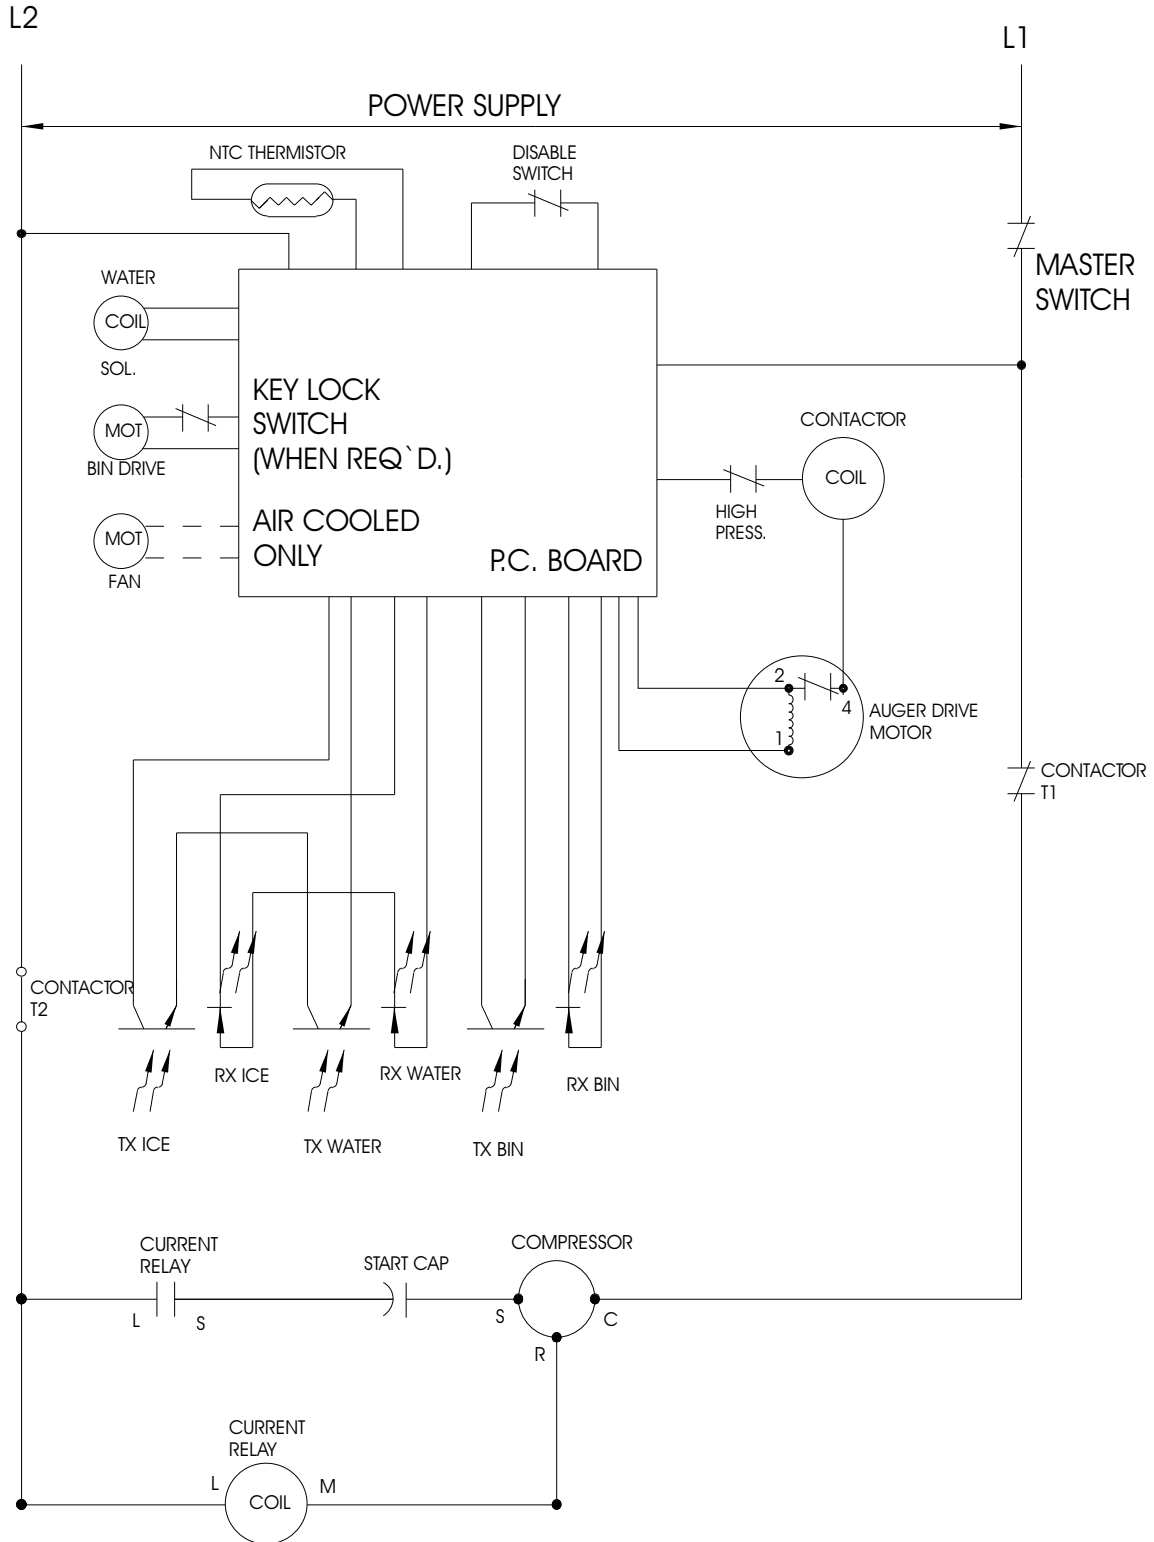 L2
L1
POWER SUPPLY
NTC THERMISTOR
DISABLE
SWITCH
MASTER
SWITCH
WATER
COIL
SOL.
KEY LOCK
SWITCH
(WHEN REQ`D.)
MOT
BIN DRIVE
CONTACTOR
COIL
HIGH
PRESS.
AIR COOLED
ONLY
MOT
FAN
P.C. BOARD
2
4
1
AUGER DRIVE
MOTOR
CONTACTOR
T1
CONTACTOR
T2
RX ICE
RX WATER
RX BIN
TX ICE
TX WATER
TX BIN
CURRENT
RELAY
L
S
START CAP
COMPRESSOR
S
C
R
CURRENT
RELAY
L
M
COIL